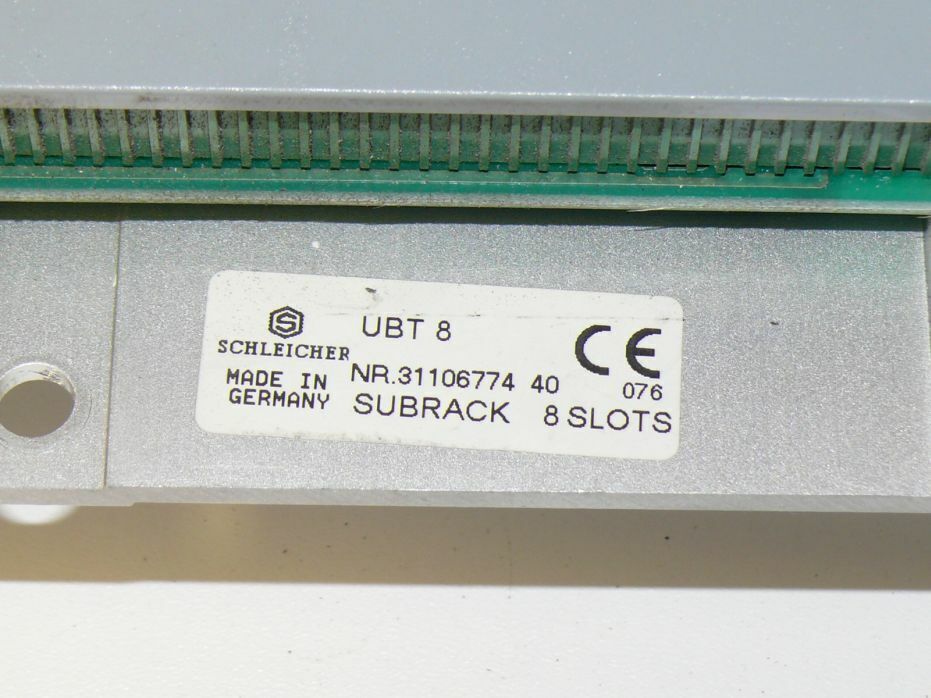 S
SCHLEICHER
MADE IN
GERMANY
UBT 8
NR.31106774 40
SUBRACK 8 SLOTS
CE
076